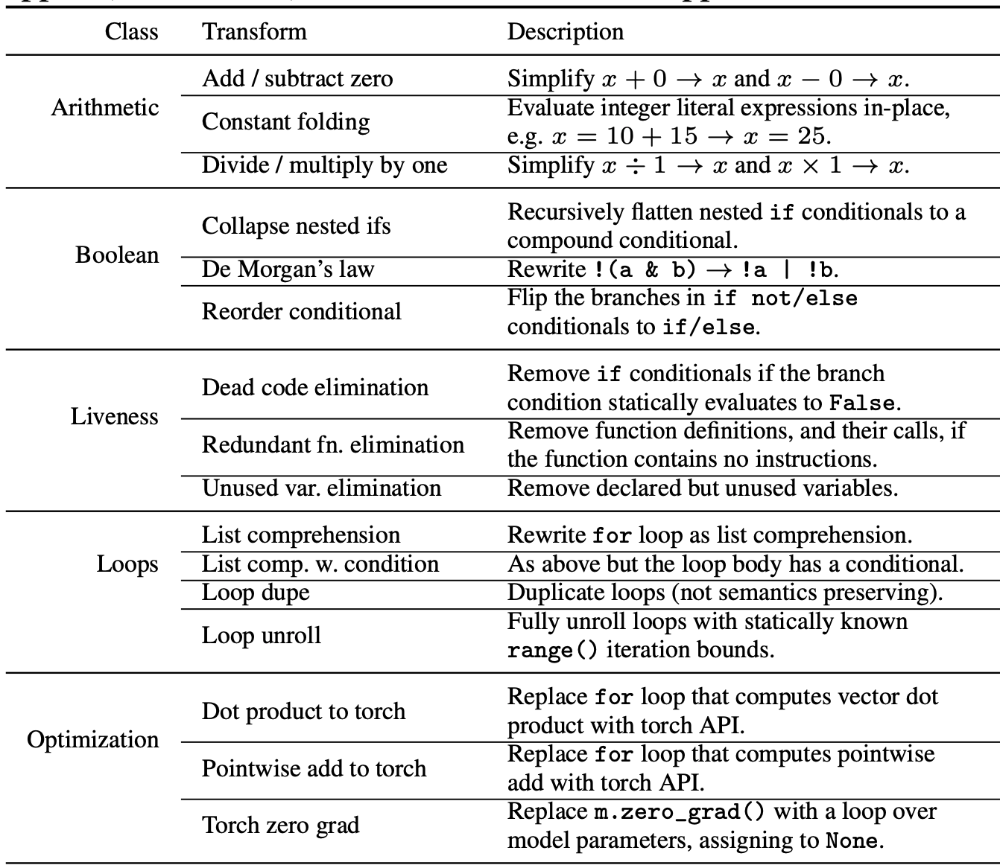 Class Transform Description
Add / subtract zero Simplify x + 0 → x and x − 0 → x.
Arithmetic
Constant folding Evaluate integer literal expressions in-place,
e.g. x = 10 + 15 → x = 25.
Divide / multiply by one Simplify x ÷ 1 → x and x × 1 → x.
Collapse nested ifs Recursively flatten nested if conditionals to a
compound conditional.
Boolean
De Morgan’s law Rewrite !(a & b) → !a | !b.
Reorder conditional Flip the branches in if not/else
conditionals to if/else.
Dead code elimination Remove if conditionals if the branch
condition statically evaluates to False.
Liveness
Redundant fn. elimination Remove function definitions, and their calls, if
the function contains no instructions.
Unused var. elimination Remove declared but unused variables.
List comprehension Rewrite for loop as list comprehension.
Loops List comp. w. condition As above but the loop body has a conditional.
Loop dupe Duplicate loops (not semantics preserving).
Loop unroll Fully unroll loops with statically known
range() iteration bounds.
Dot product to torch Replace for loop that computes vector dot
product with torch API.
Optimization
Pointwise add to torch Replace for loop that computes pointwise
add with torch API.
Torch zero grad Replace m.zero_grad() with a loop over
model parameters, assigning to None.